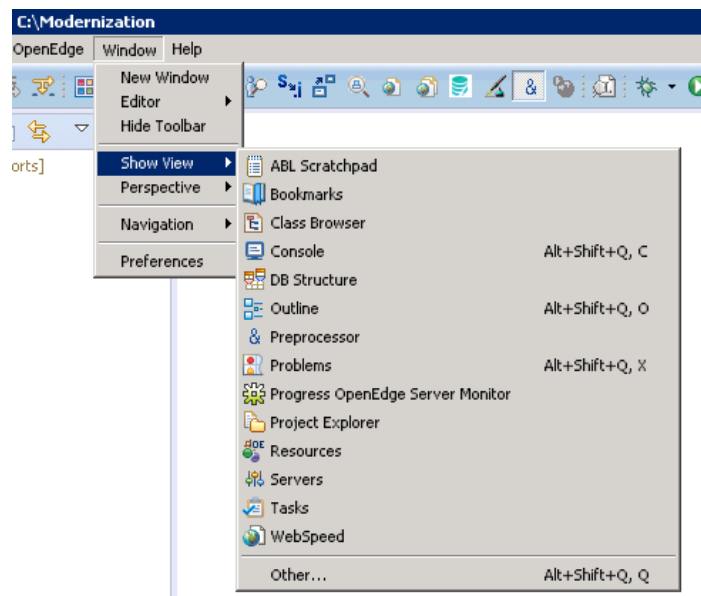 C:\Modernization
OpenEdge Window Help
New Window
Editor
Hide Toolbar
orts]
Show View
Perspective
Navigation
Preferences
ABL Scratchpad
Bookmarks
Class Browser
Console Alt+Shift+Q, C
DB Structure
Outline Alt+Shift+Q, O
& Preprocessor
Problems Alt+Shift+Q, X
Progress OpenEdge Server Monitor
Project Explorer
Resources
Servers
Tasks
WebSpeed
Other... Alt+Shift+Q, Q